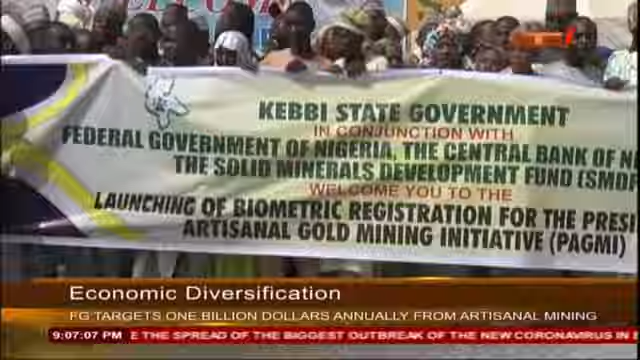 KEBBI STATE GOVERNMENT
IN CONJUNCTION WITH
FEDERAL GOVERNMENT OF NIGERIA, THE CENTRAL BANK OF N
THE SOLID MINERALS DEVELOPMENT FUND (SMDF
WELCOME YOU TO THE
LAUNCHING OF BIOMETRIC REGISTRATION FOR THE PRESI
ARTISANAL GOLD MINING INITIATIVE (PAGMI)
Economic Diversification
FG TARGETS ONE BILLION DOLLARS ANNUALLY FROM ARTISANAL MINING
9:07:07 PM E THE SPREAD OF THE BIGGEST OUTBREAK OF THE NEW CORONAVIRUS IN I